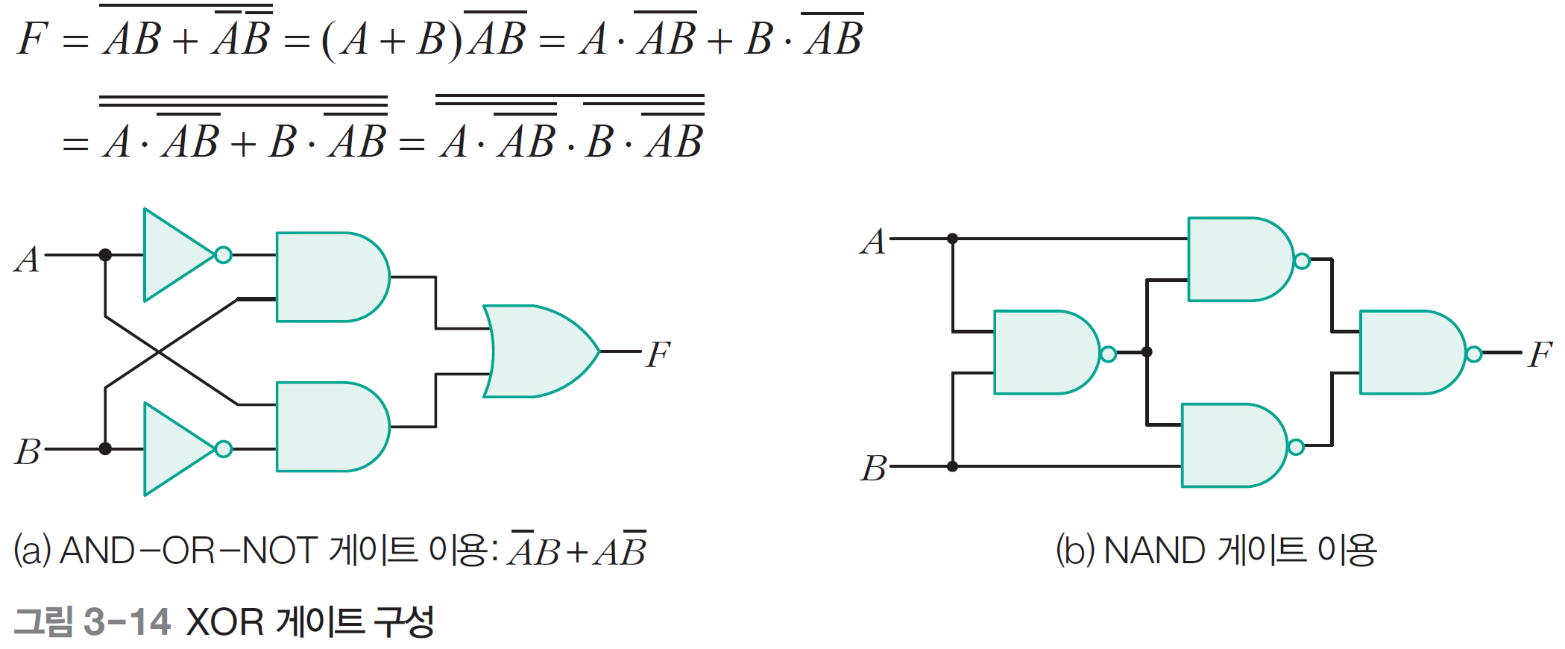 $F = \overline{AB + \overline{A}\,\overline{B}} = (A + B)\overline{AB} = A \cdot \overline{AB} + B \cdot \overline{AB}$
$= \overline{\overline{A \cdot \overline{AB} + B \cdot \overline{AB}}} = \overline{\overline{\overline{A \cdot \overline{AB}} \cdot \overline{B \cdot \overline{AB}}}}$
A
B
F
A
B
F
(a) AND-OR-NOT 게이트 이용: $\overline{A}B + A\overline{B}$
(b) NAND 게이트 이용
그림 3-14 XOR 게이트 구성